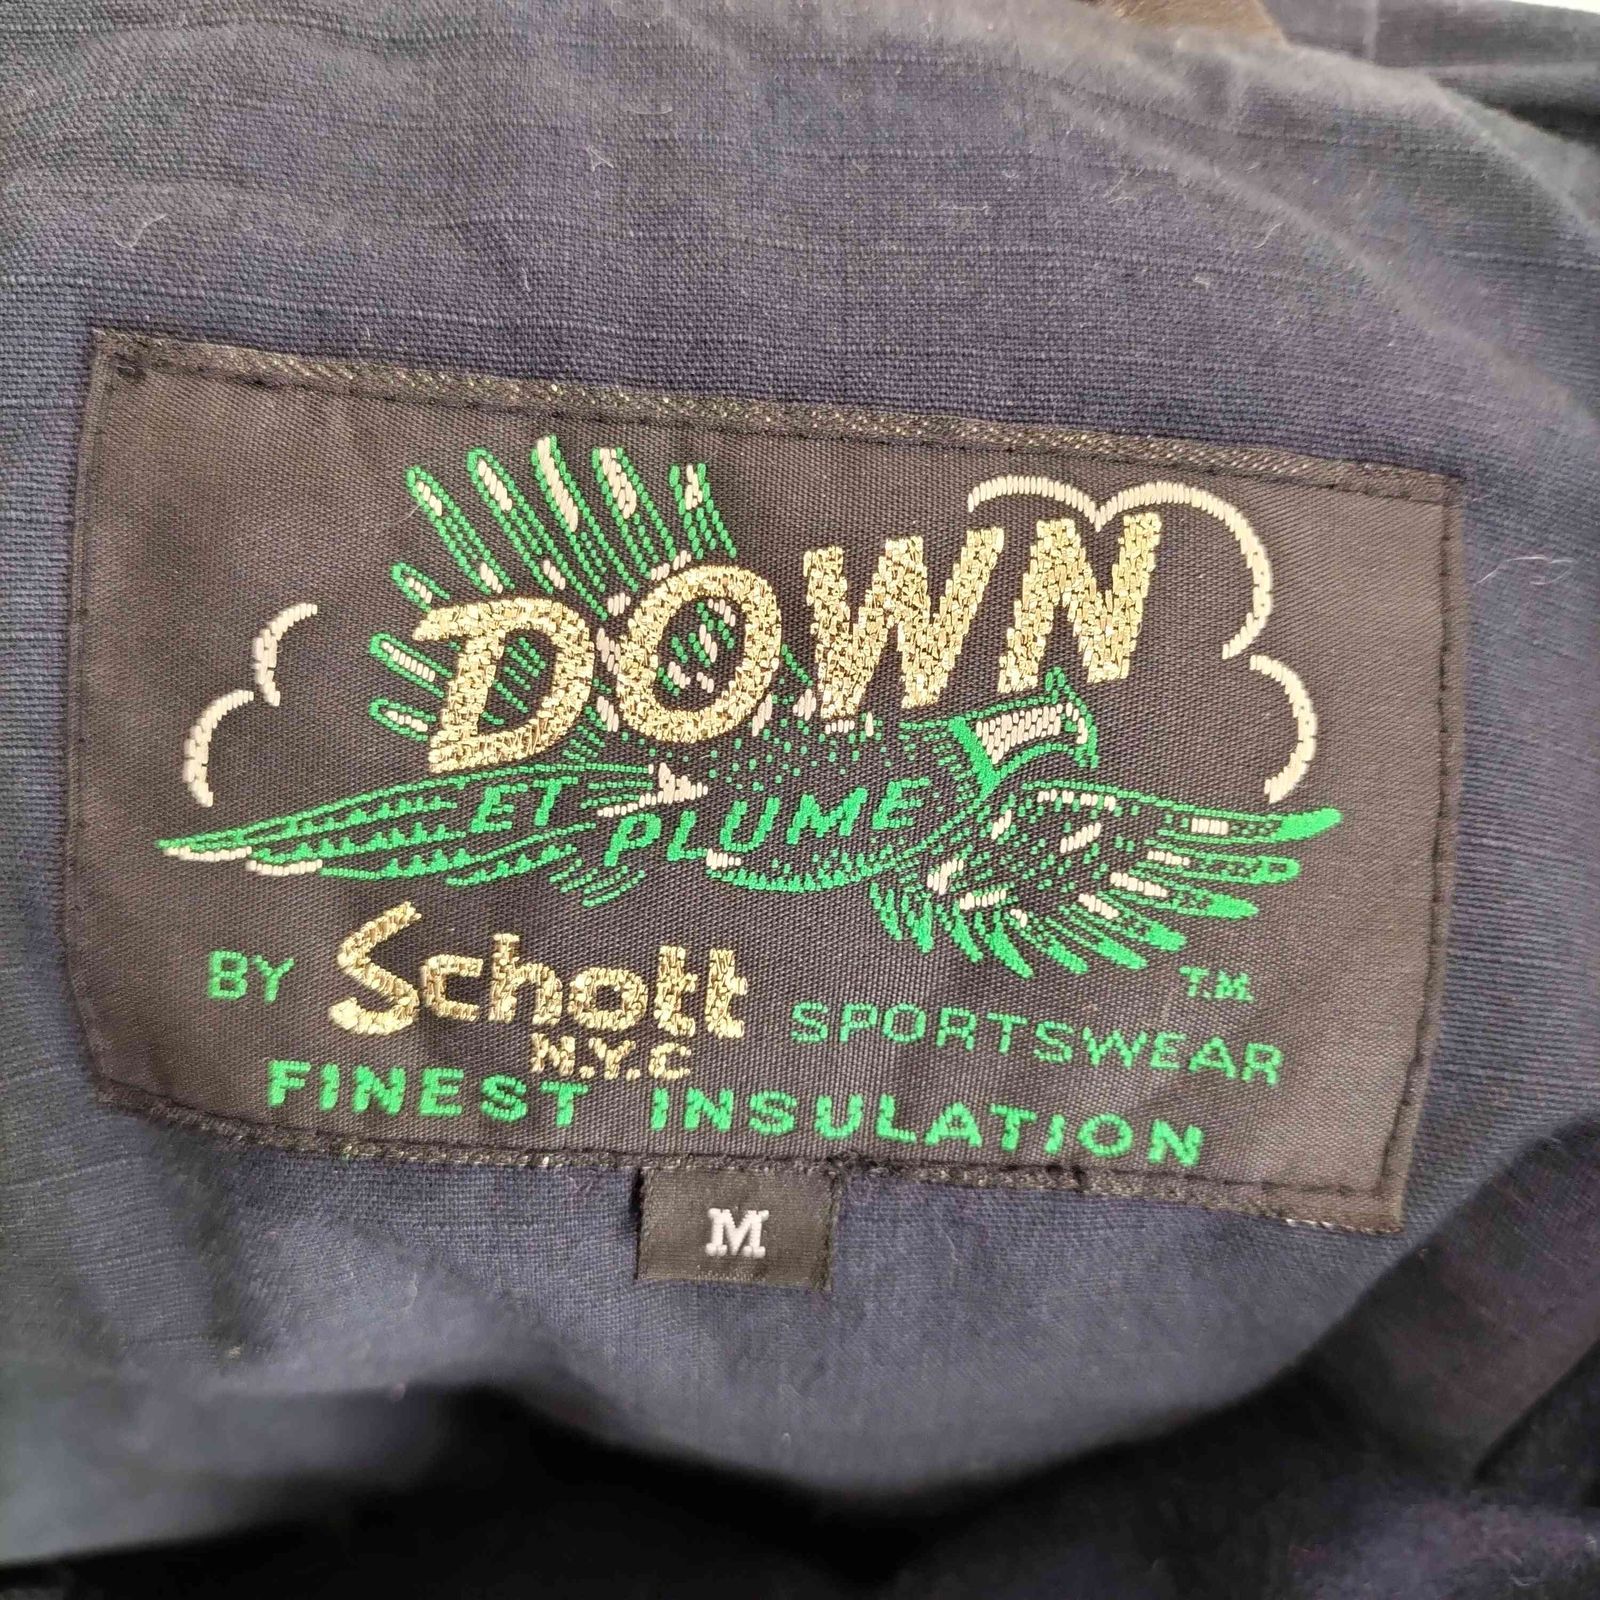 DOWN
ET PLUME
BY Schott SPORTSWEAR T.M.
N.Y.C
FINEST INSULATION
M